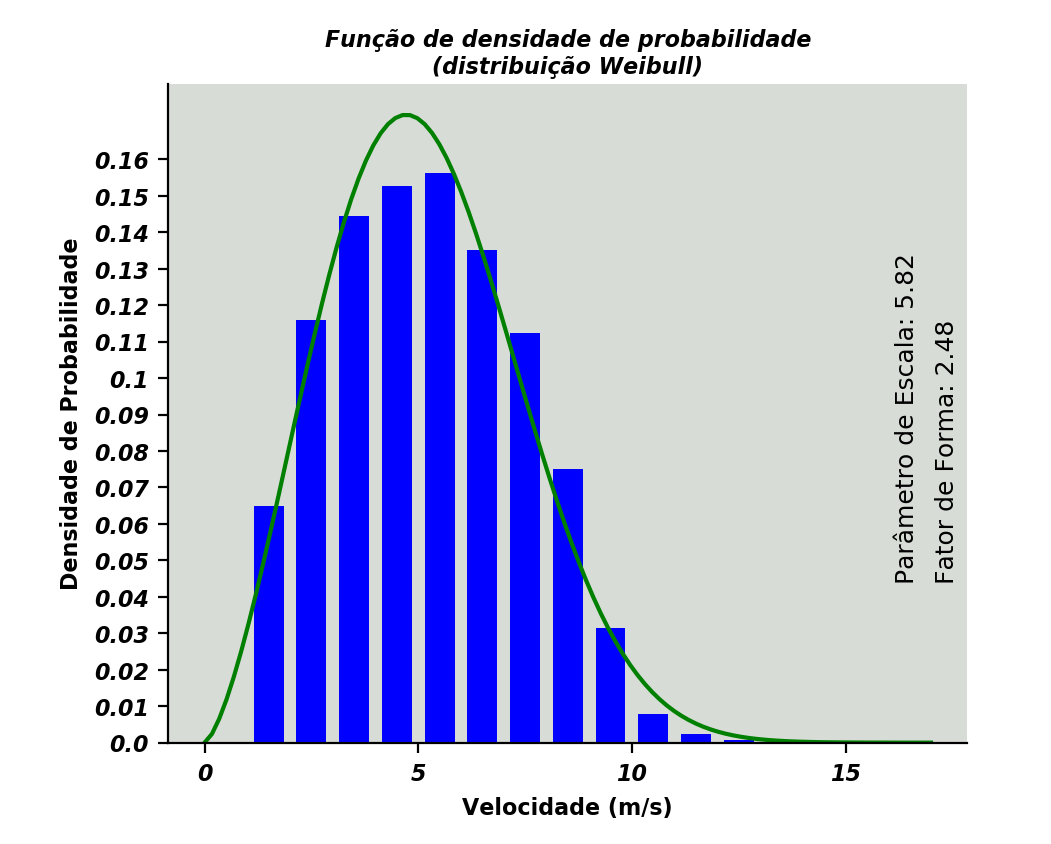 Função de densidade de probabilidade
(distribuição Weibull)
0.16
0.15
0.14
0.13
0.12
0.11
0.1
0.09
0.08
0.07
0.06
0.05
0.04
0.03
0.02
0.01
0.0
Densidade de Probabilidade
Parâmetro de Escala: 5.82
Fator de Forma: 2.48
0 5 10 15
Velocidade (m/s)